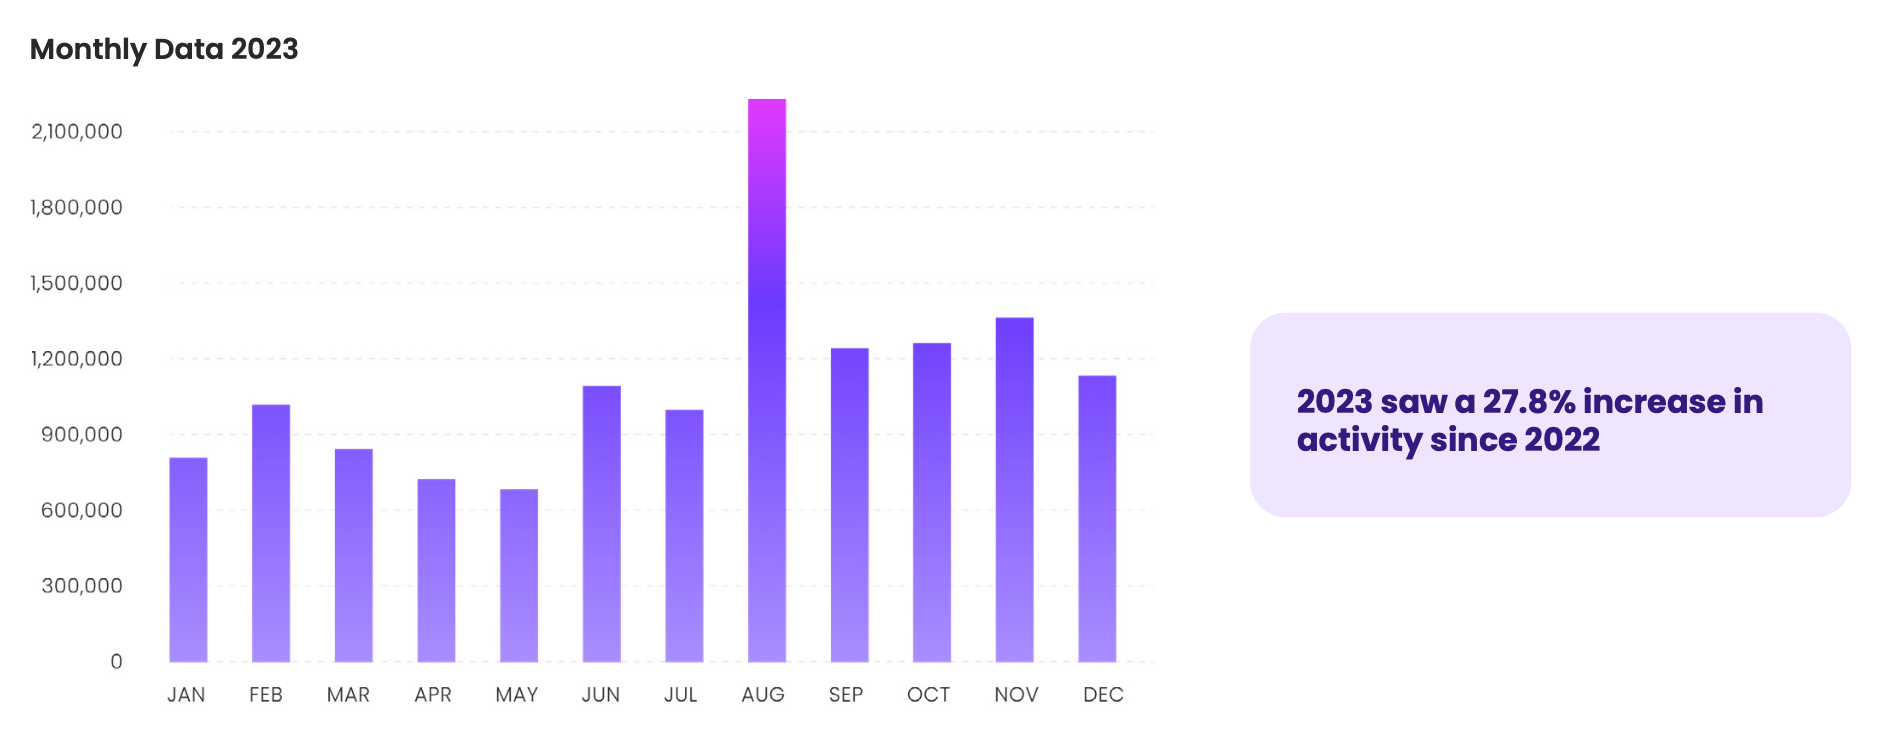 Monthly Data 2023
2,100,000
1,800,000
1,500,000
1,200,000
900,000
600,000
300,000
0
JAN FEB MAR APR MAY JUN JUL AUG SEP OCT NOV DEC
2023 saw a 27.8% increase in
activity since 2022